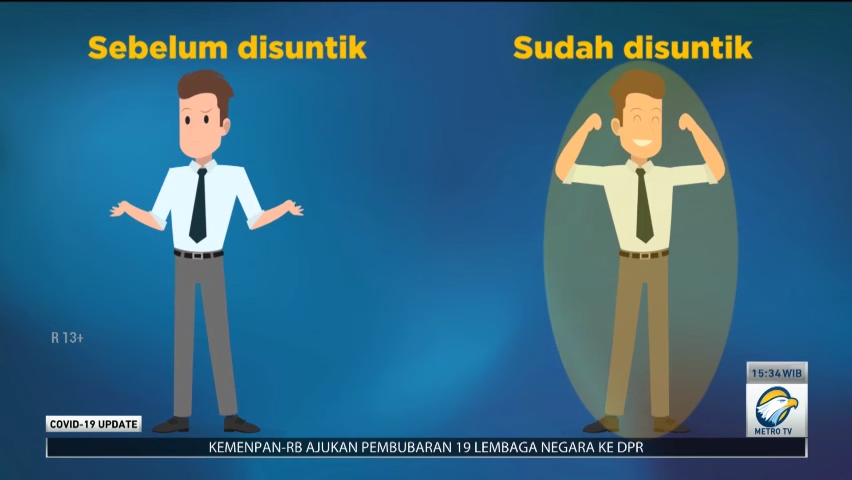 Sebelum disuntik
Sudah disuntik
R 13+
15:34 WIB
COVID-19 UPDATE
METRO TV
KEMENPAN-RB AJUKAN PEMBUBARAN 19 LEMBAGA NEGARA KE DPR